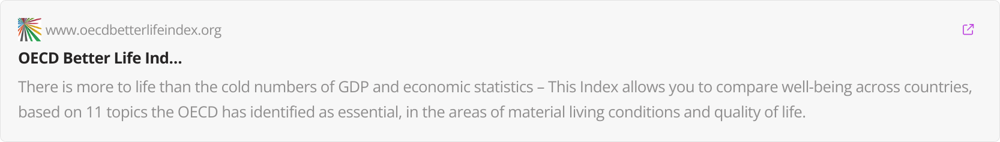 www.oecdbetterlifeindex.org
OECD Better Life Ind...
There is more to life than the cold numbers of GDP and economic statistics – This Index allows you to compare well-being across countries,
based on 11 topics the OECD has identified as essential, in the areas of material living conditions and quality of life.